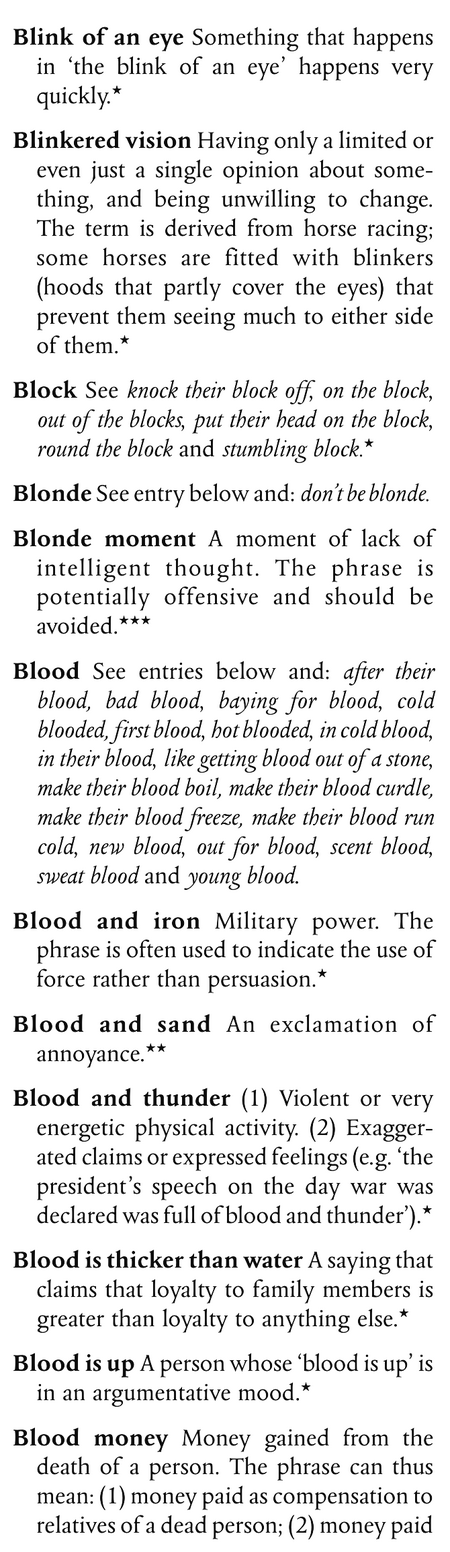 Blink of an eye Something that happens
in ‘the blink of an eye’ happens very
quickly.★
Blinkered vision Having only a limited or
even just a single opinion about some-
thing, and being unwilling to change.
The term is derived from horse racing;
some horses are fitted with blinkers
(hoods that partly cover the eyes) that
prevent them seeing much to either side
of them.★
Block See knock their block off, on the block,
out of the blocks, put their head on the block,
round the block and stumbling block.★
Blonde See entry below and: don’t be blonde.
Blonde moment A moment of lack of
intelligent thought. The phrase is
potentially offensive and should be
avoided.★★★
Blood See entries below and: after their
blood, bad blood, baying for blood, cold
blooded, first blood, hot blooded, in cold blood,
in their blood, like getting blood out of a stone,
make their blood boil, make their blood curdle,
make their blood freeze, make their blood run
cold, new blood, out for blood, scent blood,
sweat blood and young blood.
Blood and iron Military power. The
phrase is often used to indicate the use of
force rather than persuasion.★
Blood and sand An exclamation of
annoyance.★★
Blood and thunder (1) Violent or very
energetic physical activity. (2) Exagger-
ated claims or expressed feelings (e.g. ‘the
president’s speech on the day war was
declared was full of blood and thunder’).★
Blood is thicker than water A saying that
claims that loyalty to family members is
greater than loyalty to anything else.★
Blood is up A person whose ‘blood is up’ is
in an argumentative mood.★
Blood money Money gained from the
death of a person. The phrase can thus
mean: (1) money paid as compensation to
relatives of a dead person; (2) money paid